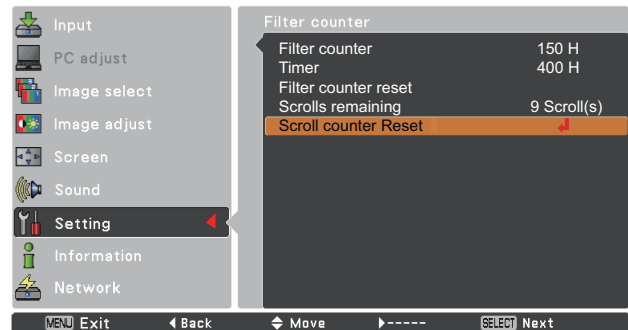 Input
PC adjust
Image select
Image adjust
Screen
Sound
Setting
Information
Network
Filter counter
Filter counter 150 H
Timer 400 H
Filter counter reset
Scrolls remaining 9 Scroll(s)
Scroll counter Reset
MENU Exit Back Move ----- SELECT Next